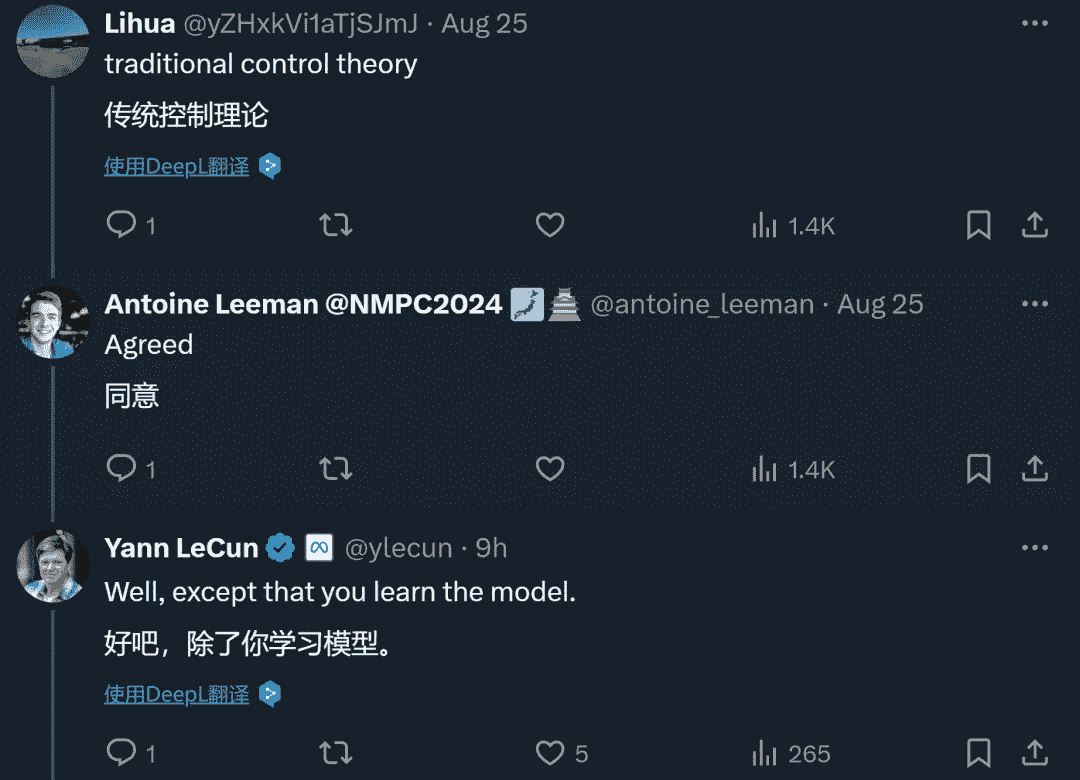 Lihua @yZHxkVi1aTjSJmJ · Aug 25
traditional control theory
传统控制理论
使用DeepL翻译
1
1.4K
Antoine Leeman @NMPC2024 🗾🏯 @antoine_leeman · Aug 25
Agreed
同意
1
1.4K
Yann LeCun @ylecun · 9h
Well, except that you learn the model.
好吧，除了你学习模型。
使用DeepL翻译
1
5
265